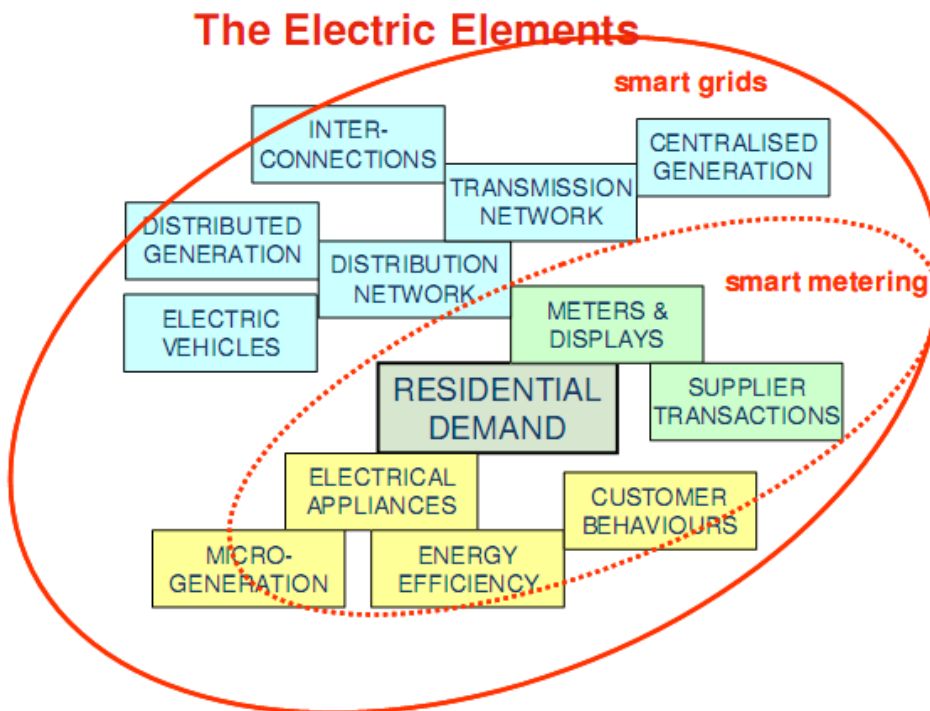 The Electric Elements
smart grids
INTER-
CONNECTIONS
CENTRALISED
GENERATION
TRANSMISSION
NETWORK
DISTRIBUTED
GENERATION
DISTRIBUTION
NETWORK
smart metering
ELECTRIC
VEHICLES
METERS &
DISPLAYS
RESIDENTIAL
DEMAND
SUPPLIER
TRANSACTIONS
ELECTRICAL
APPLIANCES
CUSTOMER
BEHAVIOURS
MICRO-
GENERATION
ENERGY
EFFICIENCY